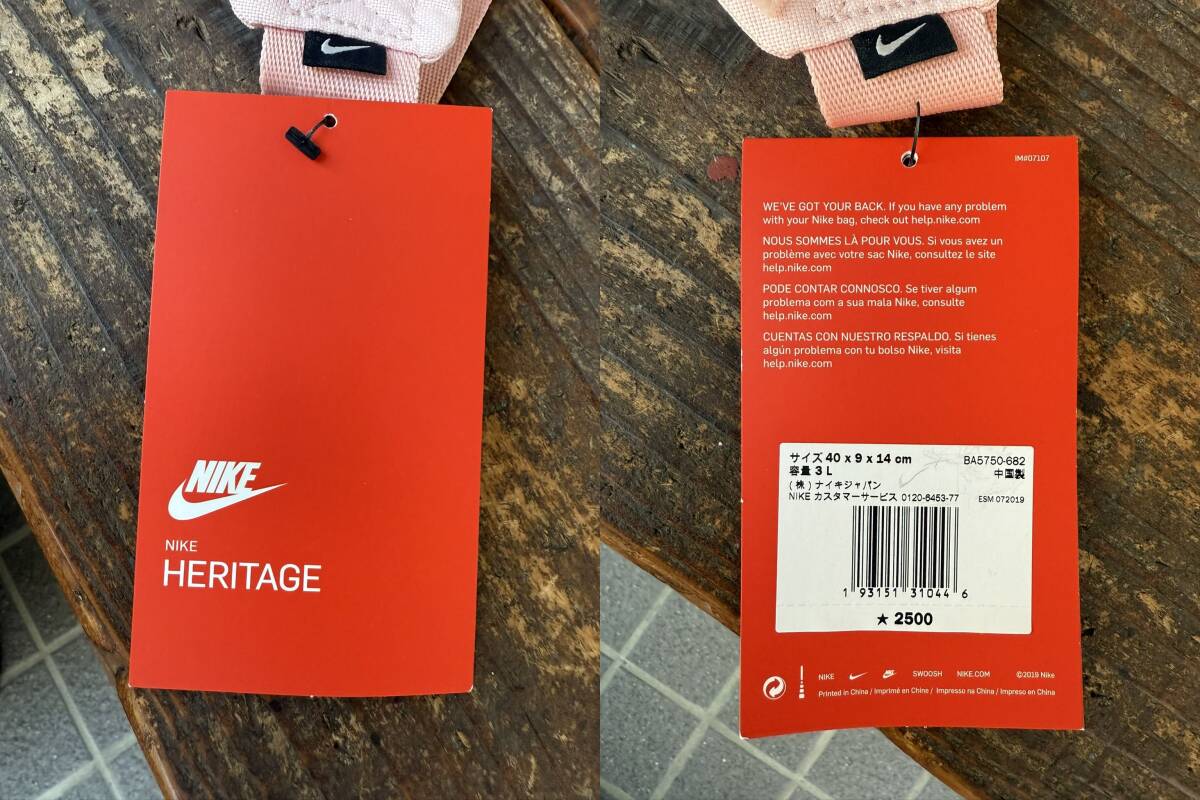 NIKE
NIKE
HERITAGE
IM#07107
WE'VE GOT YOUR BACK. If you have any problem
with your Nike bag, check out help.nike.com
NOUS SOMMES LÀ POUR VOUS. Si vous avez un
problème avec votre sac Nike, consultez le site
help.nike.com
PODE CONTAR CONNOSCO. Se tiver algum
problema com a sua mala Nike, consulte
help.nike.com
CUENTAS CON NUESTRO RESPALDO. Si tienes
algún problema con tu bolso Nike, visita
help.nike.com
サイズ 40 x 9 x 14 cm BA5750-682
容量 3 L 中国製
(株) ナイキジャパン
NIKE カスタマーサービス 0120-6453-77 ESM 072019
1 93151 31044 6
★ 2500
NIKE SWOOSH NIKE.COM ©2019 Nike
Printed in China / Imprimé en Chine / Impresso na China / Impreso en China